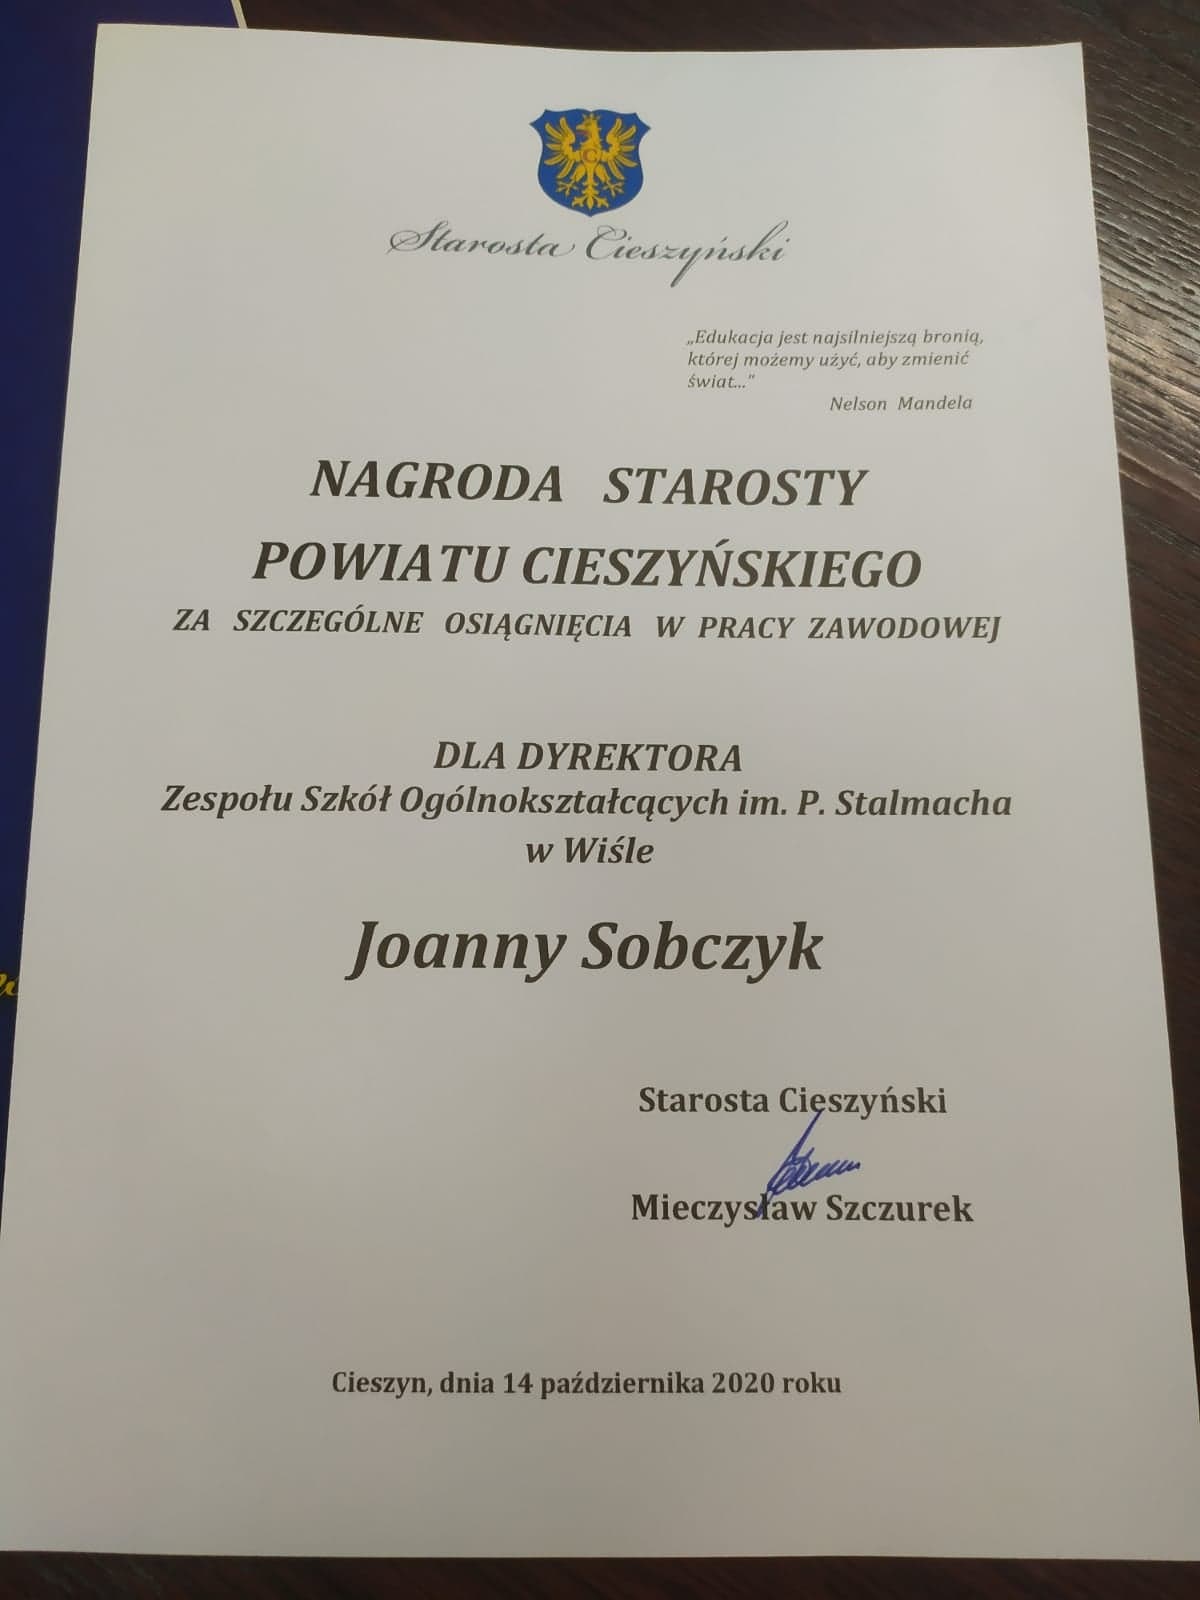 Starosta Cieszyński
„Edukacja jest najsilniejszą bronią,
której możemy użyć, aby zmienić
świat..."
Nelson Mandela
NAGRODA STAROSTY
POWIATU CIESZYŃSKIEGO
ZA SZCZEGÓLNE OSIĄGNIĘCIA W PRACY ZAWODOWEJ
DLA DYREKTORA
Zespołu Szkół Ogólnokształcących im. P. Stalmacha
w Wiśle
Joanny Sobczyk
Starosta Cieszyński
Mieczysław Szczurek
Cieszyn, dnia 14 października 2020 roku